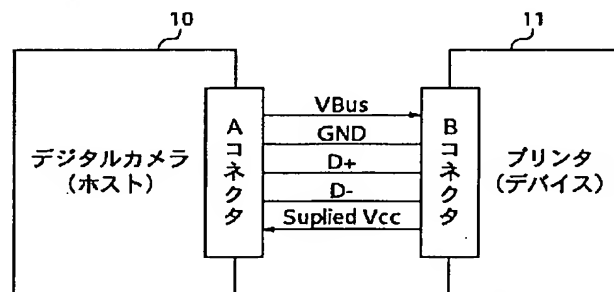 10
11
デジタルカメラ
(ホスト)
Aコネクタ
VBus
GND
D+
D-
Suplied Vcc
Bコネクタ
プリンタ
(デバイス)